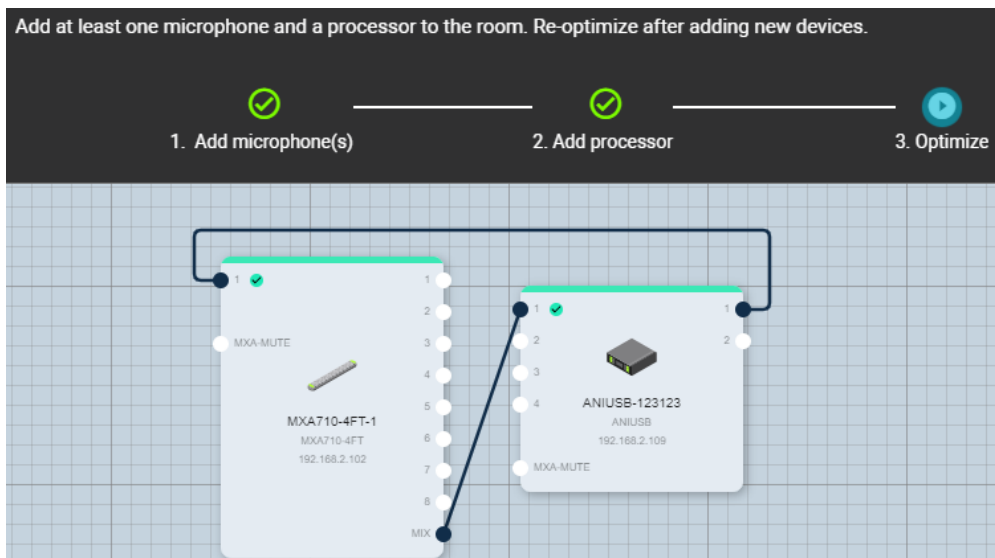 Add at least one microphone and a processor to the room. Re-optimize after adding new devices.
1. Add microphone(s)
2. Add processor
3. Optimize
1
MXA-MUTE
MXA710-4FT-1
MXA710-4FT
192.168.2.102
1
2
3
4
5
6
7
8
MIX
1
2
3
4
MXA-MUTE
ANIUSB-123123
ANIUSB
192.168.2.109
1
2